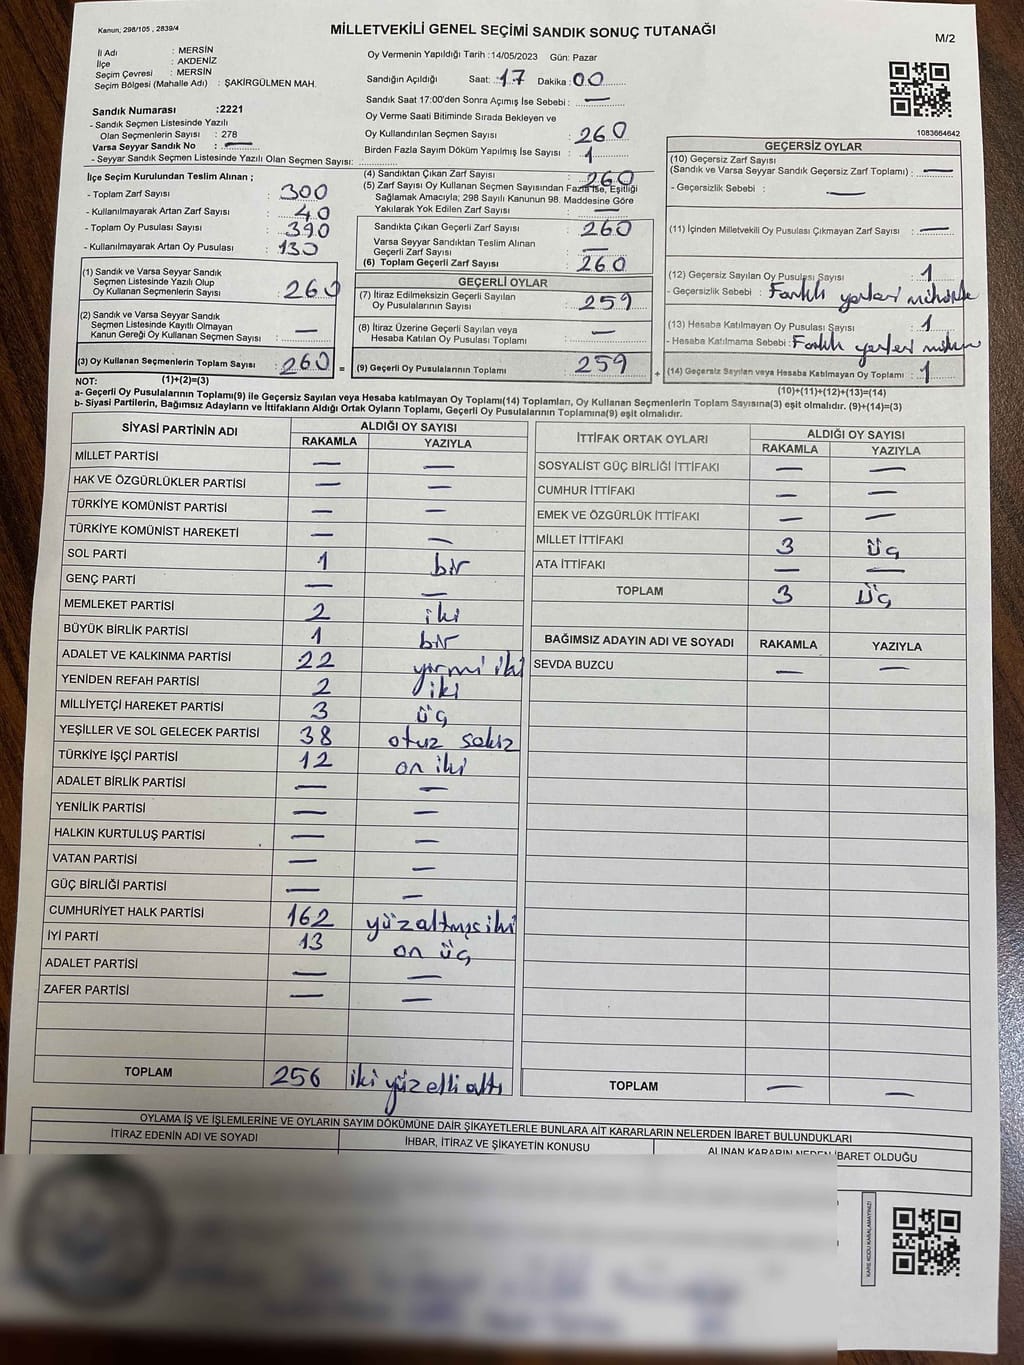 Kanun; 298/105 , 2839/4
MİLLETVEKİLİ GENEL SEÇİMİ SANDIK SONUÇ TUTANAĞI
M/2
İl Adı : MERSİN
İlçe : AKDENİZ
Seçim Çevresi : MERSİN
Seçim Bölgesi (Mahalle Adı) : ŞAKİRGÜLMEN MAH.
Sandık Numarası :2221
- Sandık Seçmen Listesinde Yazılı
Olan Seçmenlerin Sayısı : 278
Varsa Seyyar Sandık No : —
- Seyyar Sandık Seçmen Listesinde Yazılı Olan Seçmen Sayısı:
Oy Vermenin Yapıldığı Tarih :14/05/2023 Gün: Pazar
Sandığın Açıldığı Saat: 17 Dakika : 00
Sandık Saat 17:00'den Sonra Açımış İse Sebebi : —
Oy Verme Saati Bitiminde Sırada Bekleyen ve
Oy Kullandırılan Seçmen Sayısı : 260
Birden Fazla Sayım Döküm Yapılmış İse Sayısı : 1
1083664642
İlçe Seçim Kurulundan Teslim Alınan ;
- Toplam Zarf Sayısı : 300
- Kullanılmayarak Artan Zarf Sayısı : 40
- Toplam Oy Pusulası Sayısı : 390
- Kullanılmayarak Artan Oy Pusulası : 130
(1) Sandık ve Varsa Seyyar Sandık
Seçmen Listesinde Yazılı Olup
Oy Kullanan Seçmenlerin Sayısı : 260
(2) Sandık ve Varsa Seyyar Sandık
Seçmen Listesinde Kayıtlı Olmayan
Kanun Gereği Oy Kullanan Seçmenlerin Sayısı : —
(3) Oy Kullanan Seçmenlerin Toplam Sayısı : 260 =
(4) Sandıktan Çıkan Zarf Sayısı : 260
(5) Zarf Sayısı Oy Kullanan Seçmen Sayısından Fazla İse, Eşitliği
Sağlamak Amacıyla; 298 Sayılı Kanunun 98. Maddesine Göre
Yakılarak Yok Edilen Zarf Sayısı : —
Sandıkta Çıkan Geçerli Zarf Sayısı : 260
Varsa Seyyar Sandıktan Teslim Alınan
Geçerli Zarf Sayısı : —
(6) Toplam Geçerli Zarf Sayısı : 260
GEÇERLİ OYLAR
(7) İtiraz Edilmeksizin Geçerli Sayılan
Oy Pusulalarının Sayısı : 259
(8) İtiraz Üzerine Geçerli Sayılan veya
Hesaba Katılan Oy Pusulası Toplamı : —
(9) Geçerli Oy Pusulalarının Toplamı : 259 +
GEÇERSİZ OYLAR
(10) Geçersiz Zarf Sayısı
(Sandık ve Varsa Seyyar Sandık Geçersiz Zarf Toplamı) : —
- Geçersizlik Sebebi : —
(11) İçinden Milletvekili Oy Pusulası Çıkmayan Zarf Sayısı : —
(12) Geçersiz Sayılan Oy Pusulası Sayısı : 1
- Geçersizlik Sebebi : Farklı yerleri
(13) Hesaba Katılmayan Oy Pusulası Sayısı : 1
- Hesaba Katılmama Sebebi : Farklı yerleri
(14) Geçersiz Sayılan veya Hesaba Katılmayan Oy Toplamı : 1
NOT: (1)+(2)=(3)
(10)+(11)+(12)+(13)=(14)
a- Geçerli Oy Pusulalarının Toplamı(9) ile Geçersiz Sayılan veya Hesaba Katılmayan oy Toplamı(14) Toplamları, Oy Kullanan Seçmenlerin Toplam Sayısına(3) eşit olmalıdır. (9)+(14)=(3)
b- Siyasi Partilerin, Bağımsız Adayların ve İttifakların Aldığı Ortak Oyların Toplamı, Geçerli Oy Pusulalarının Toplamına(9) eşit olmalıdır.
SİYASİ PARTİNİN ADI ALDIĞI OY SAYISI
RAKAMLA YAZIYLA
MİLLET PARTİSİ — —
HAK VE ÖZGÜRLÜKLER PARTİSİ — —
TÜRKİYE KOMÜNİST PARTİSİ — —
TÜRKİYE KOMÜNİST HAREKETİ — —
SOL PARTİ 1 bir
GENÇ PARTİ — —
MEMLEKET PARTİSİ 2 iki
BÜYÜK BİRLİK PARTİSİ 1 bir
ADALET VE KALKINMA PARTİSİ 22 yirmi iki
YENİDEN REFAH PARTİSİ 2 iki
MİLLİYETÇİ HAREKET PARTİSİ 3 üç
YEŞİLLER VE SOL GELECEK PARTİSİ 38 otuz sekiz
TÜRKİYE İŞÇİ PARTİSİ 12 on iki
ADALET BİRLİK PARTİSİ — —
YENİLİK PARTİSİ — —
HALKIN KURTULUŞ PARTİSİ — —
VATAN PARTİSİ — —
GÜÇ BİRLİĞİ PARTİSİ — —
CUMHURİYET HALK PARTİSİ 162 yüzaltmışiki
İYİ PARTİ 13 on üç
ADALET PARTİSİ — —
ZAFER PARTİSİ — —
TOPLAM 256 iki yüz elli altı
İTTİFAK ORTAK OYLARI ALDIĞI OY SAYISI
RAKAMLA YAZIYLA
SOSYALİST GÜÇ BİRLİĞİ İTTİFAKI — —
CUMHUR İTTİFAKI — —
EMEK VE ÖZGÜRLÜK İTTİFAKI — —
MİLLET İTTİFAKI 3 üç
ATA İTTİFAKI — —
TOPLAM 3 üç
BAĞIMSIZ ADAYIN ADI VE SOYADI RAKAMLA YAZIYLA
SEVDA BUZCU — —
TOPLAM — —
OYLAMA İŞ VE İŞLEMLERİNE VE OYLARIN SAYIM DÖKÜMÜNE DAİR ŞİKAYETLERLE BUNLARA AİT KARARLARIN NELERDEN İBARET BULUNDUKLARI
İTİRAZ EDENİN ADI VE SOYADI İHBAR, İTİRAZ VE ŞİKAYETİN KONUSU ALINAN KARARIN NEDEN İBARET OLDUĞU
KARE KODU KARALAMAYINIZ!